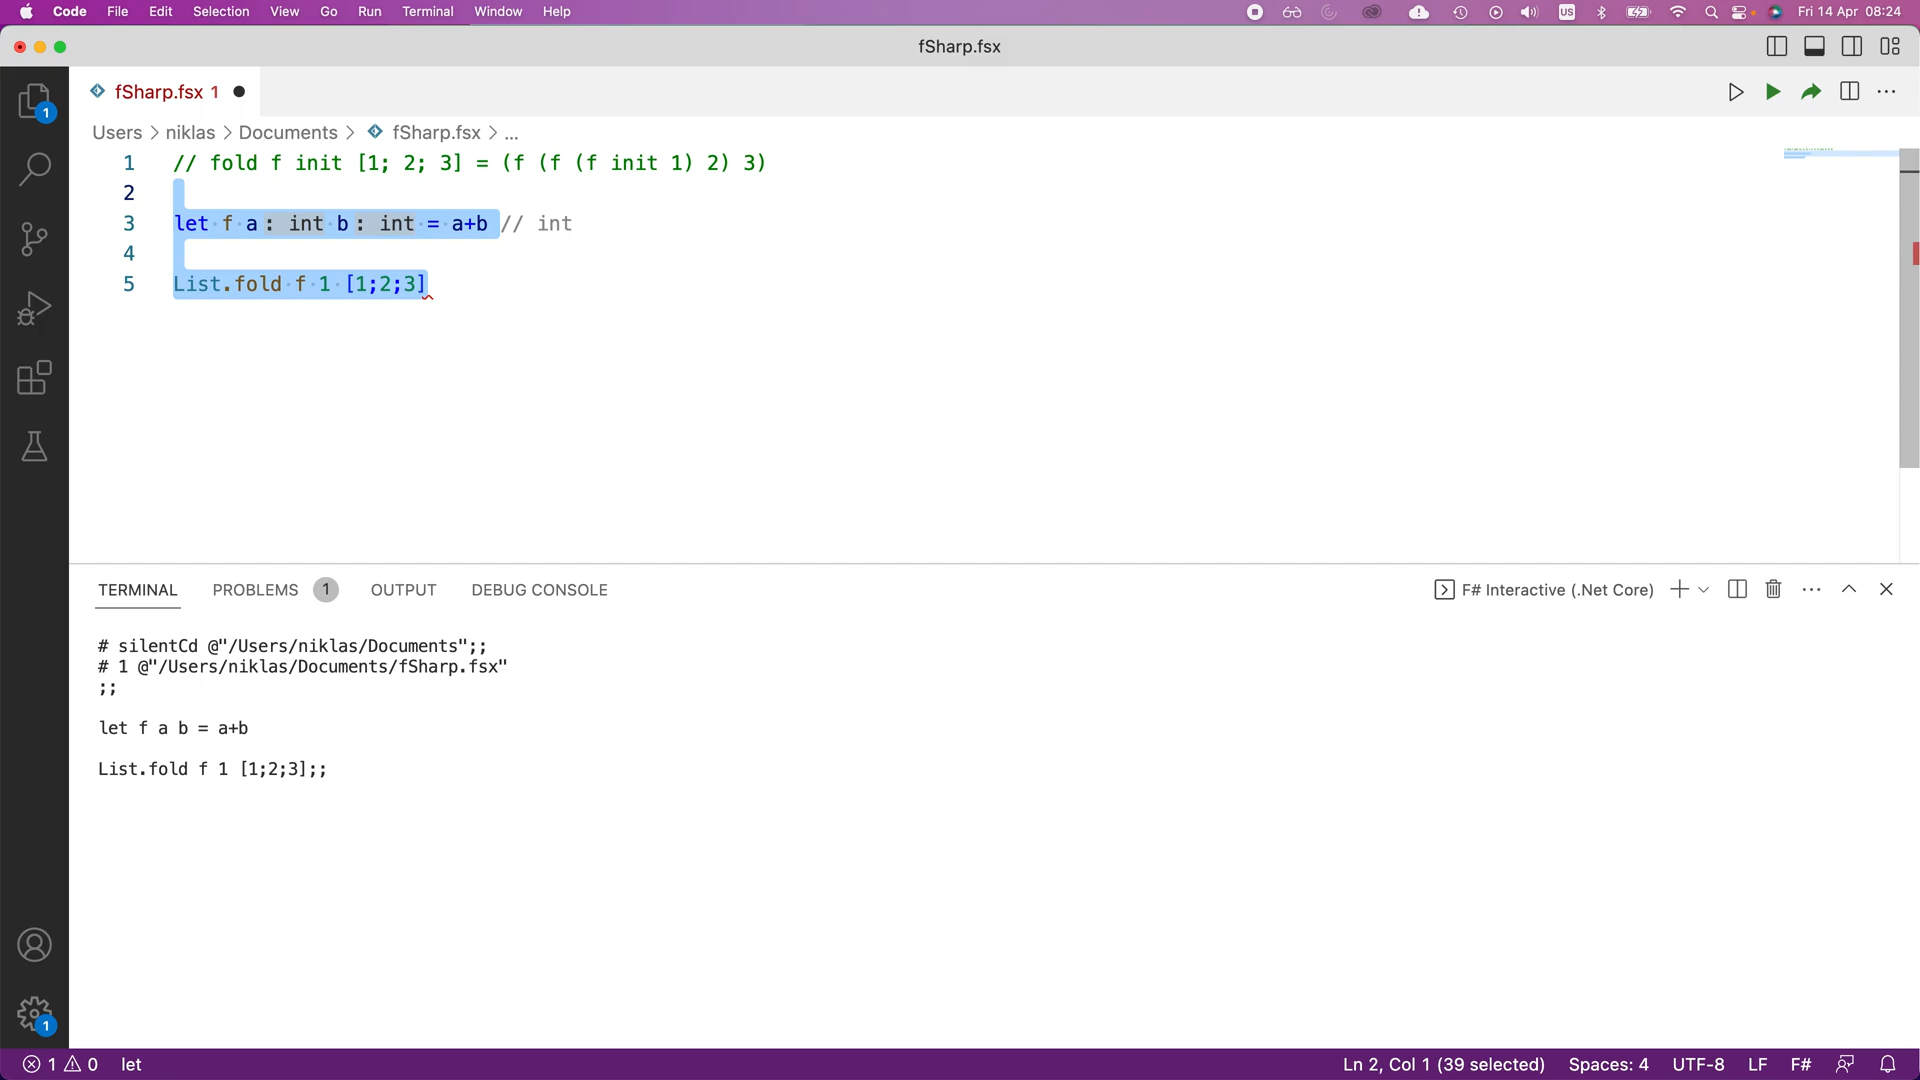 Code File Edit Selection View Go Run Terminal Window Help US Fri 14 Apr 08:24
fSharp.fsx
fSharp.fsx 1
Users > niklas > Documents > fSharp.fsx > ...
1 // fold f init [1; 2; 3] = (f (f (f init 1) 2) 3)
2
3 let f a: int b: int = a+b // int
4
5 List.fold f 1 [1;2;3]
1
TERMINAL PROBLEMS 1 OUTPUT DEBUG CONSOLE F# Interactive (.Net Core)
# silentCd @"/Users/niklas/Documents";;
# 1 @"/Users/niklas/Documents/fSharp.fsx"
;;
let f a b = a+b
List.fold f 1 [1;2;3];;
1
1 0 let Ln 2, Col 1 (39 selected) Spaces: 4 UTF-8 LF F#